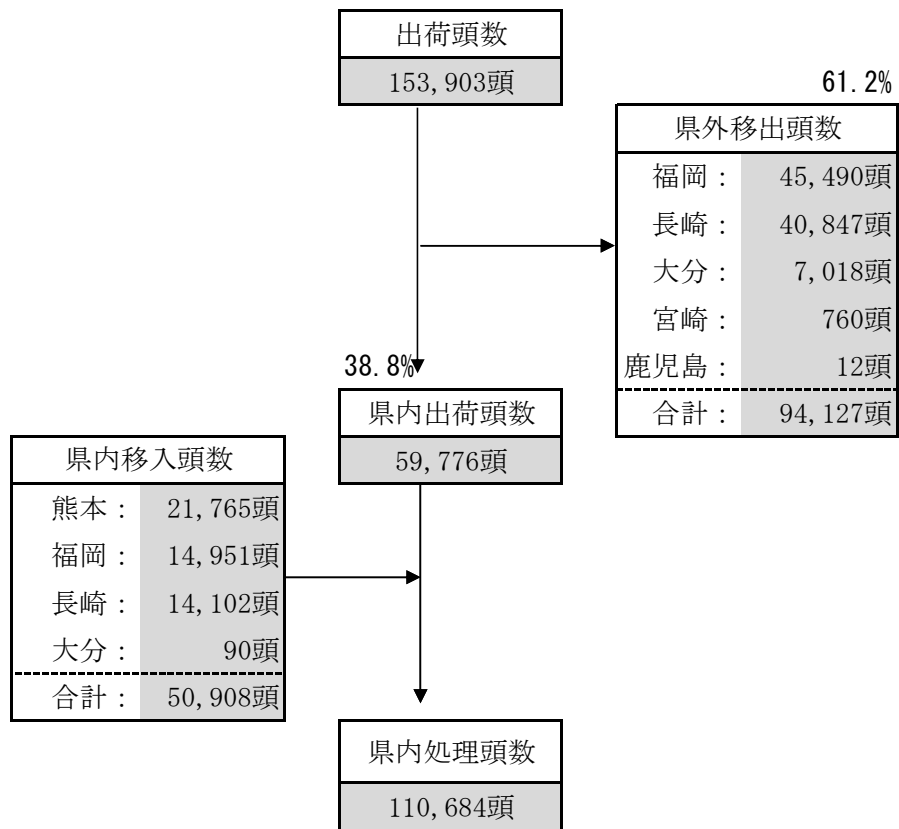 出荷頭数
153,903頭
61.2%
県外移出頭数
福岡： 45,490頭
長崎： 40,847頭
大分： 7,018頭
宮崎： 760頭
鹿児島： 12頭
合計： 94,127頭
38.8%
県内出荷頭数
59,776頭
県内移入頭数
熊本： 21,765頭
福岡： 14,951頭
長崎： 14,102頭
大分： 90頭
合計： 50,908頭
県内処理頭数
110,684頭